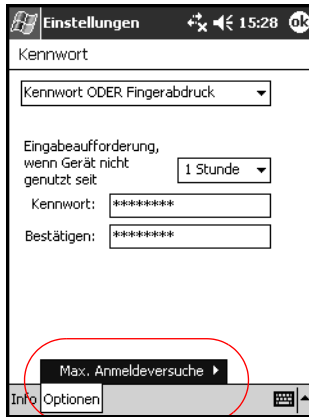 Einstellungen 15:28 ok
Kennwort
Kennwort ODER Fingerabdruck
Eingabeaufforderung,
wenn Gerät nicht
genutzt seit
1 Stunde
Kennwort: ********
Bestätigen: ********
Max. Anmeldeversuche
Info Optionen